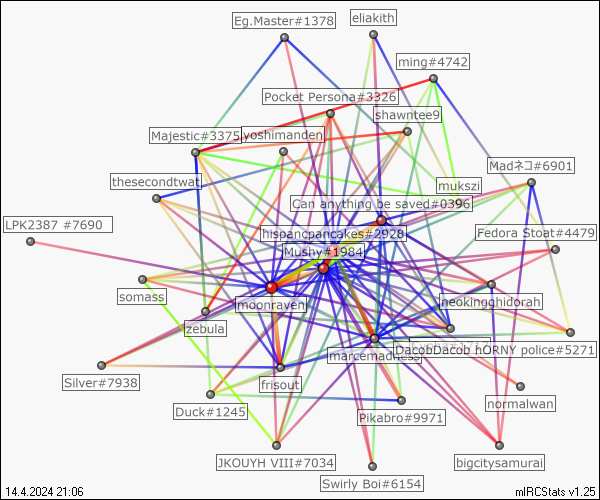 Eg.Master#1378
eliakith
ming#4742
Pocket Persona#3326
shawntee9
Majestic#3375
yoshimanden
Madネコ#6901
thesecondtwat
mukszi
Can anything be saved#0396
LPK2387 #7690
hispancpancakes#2928
Fedora Stoat#4479
Mushy#1984
somass
moonraven
neokingghidorah
zebula
marcemadness
DacobDacob hORNY police#5271
Silver#7938
frisout
normalwan
Duck#1245
Pikabro#9971
JKOUYH VIII#7034
bigcitysamurai
Swirly Boi#6154
14.4.2024 21:06
mIRCStats v1.25